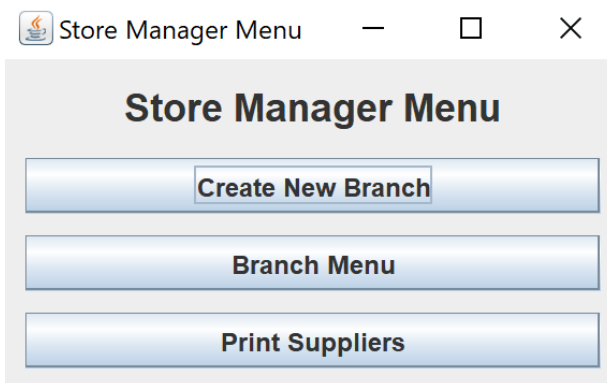 Store Manager Menu
Store Manager Menu
Create New Branch
Branch Menu
Print Suppliers